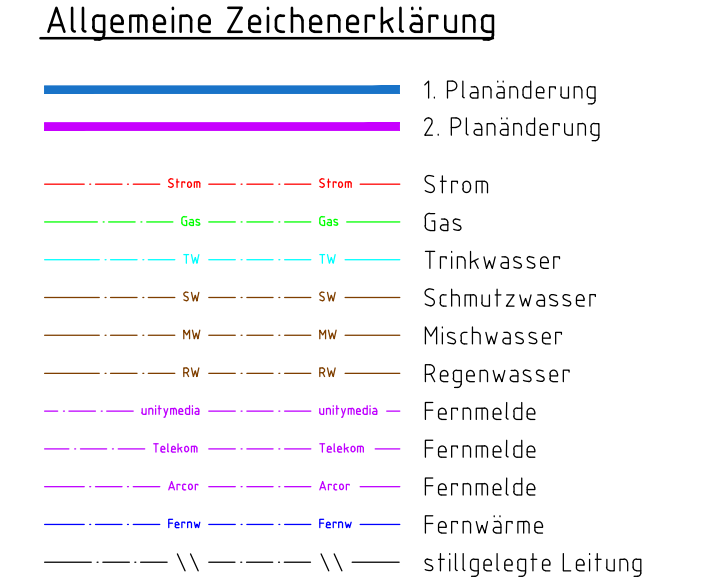 Allgemeine Zeichenerklärung
1. Planänderung
2. Planänderung
Strom Strom Strom
Gas Gas Gas
TW TW Trinkwasser
SW SW Schmutzwasser
MW MW Mischwasser
RW RW Regenwasser
unitymedia unitymedia Fernmelde
Telekom Telekom Fernmelde
Arcor Arcor Fernmelde
Fernw Fernw Fernwärme
\\ \\ stillgelegte Leitung